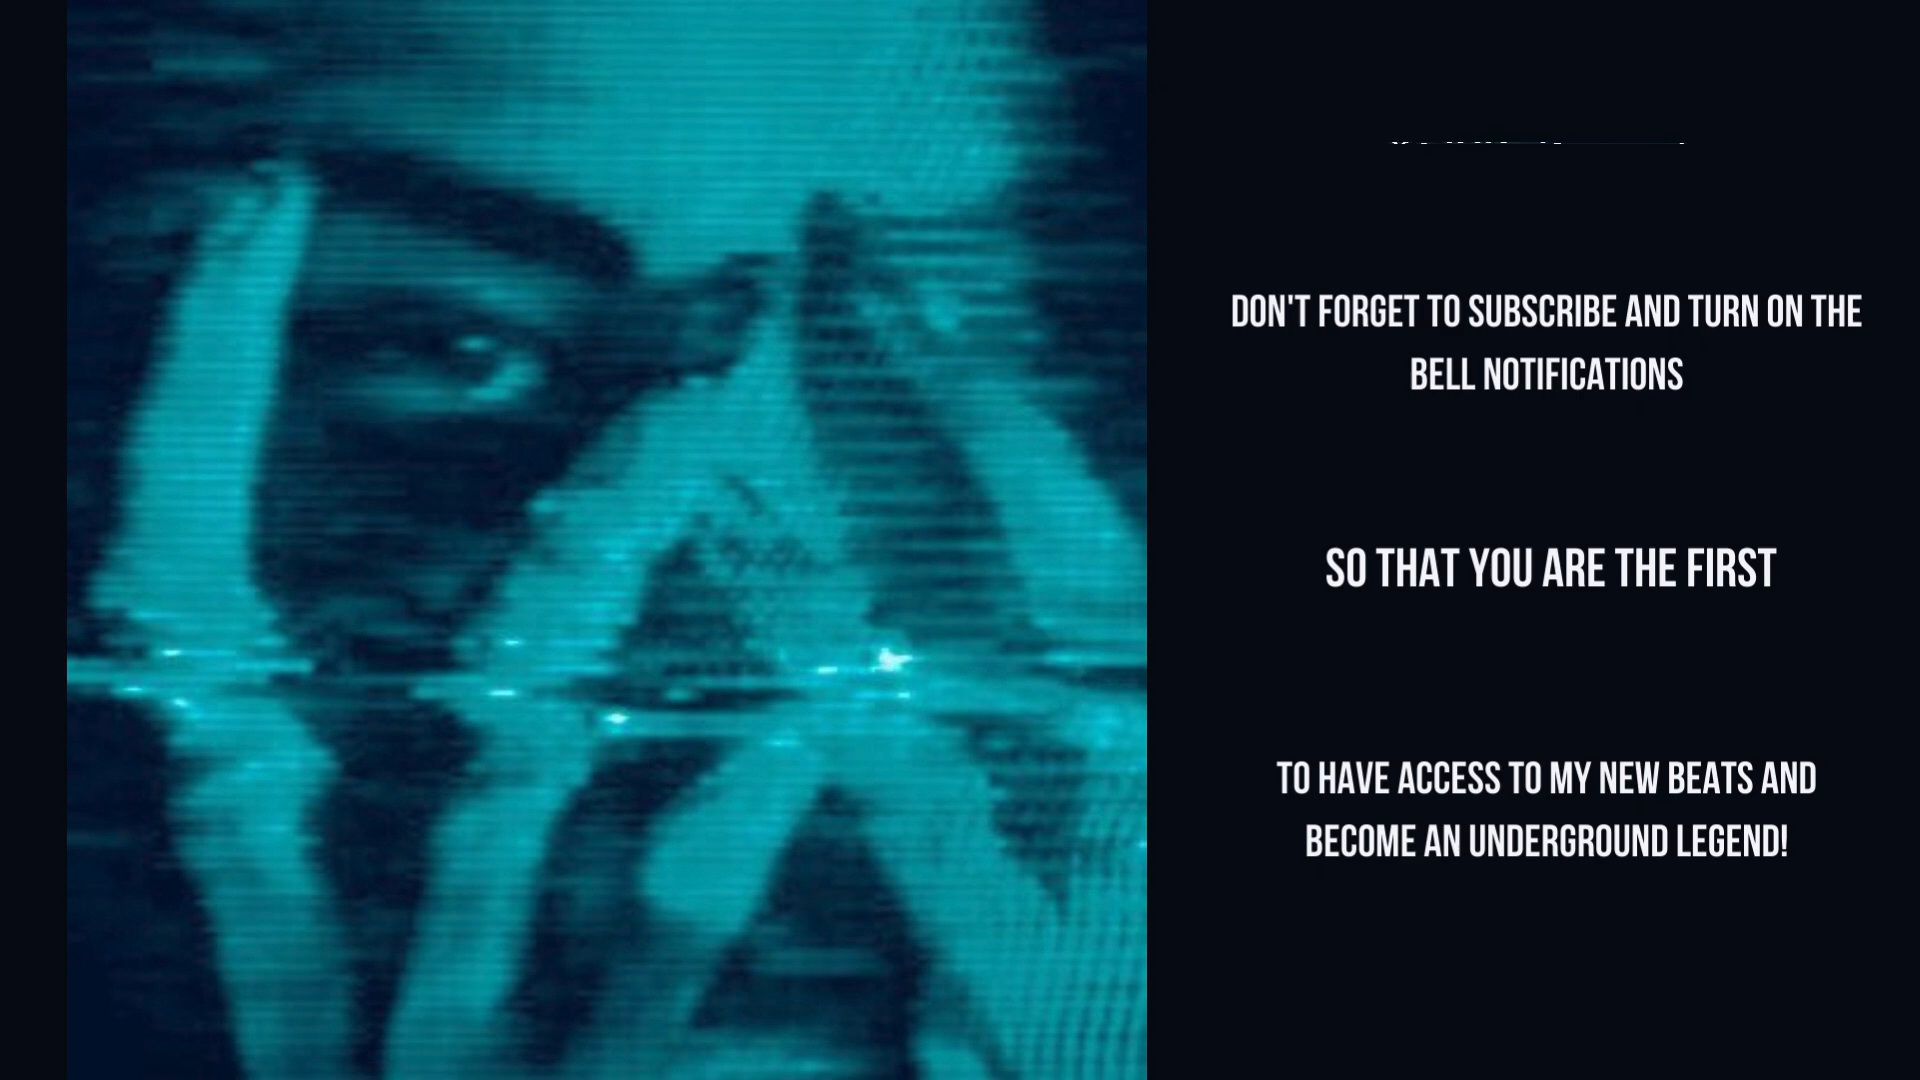 DON'T FORGET TO SUBSCRIBE AND TURN ON THE
BELL NOTIFICATIONS
SO THAT YOU ARE THE FIRST
TO HAVE ACCESS TO MY NEW BEATS AND
BECOME AN UNDERGROUND LEGEND!